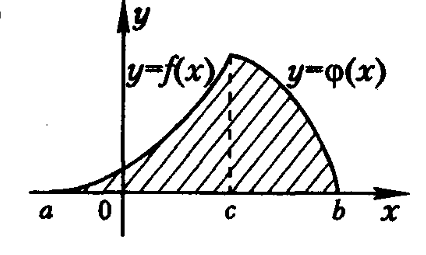 y
y=f(x) y=φ(x)
a 0 c b x